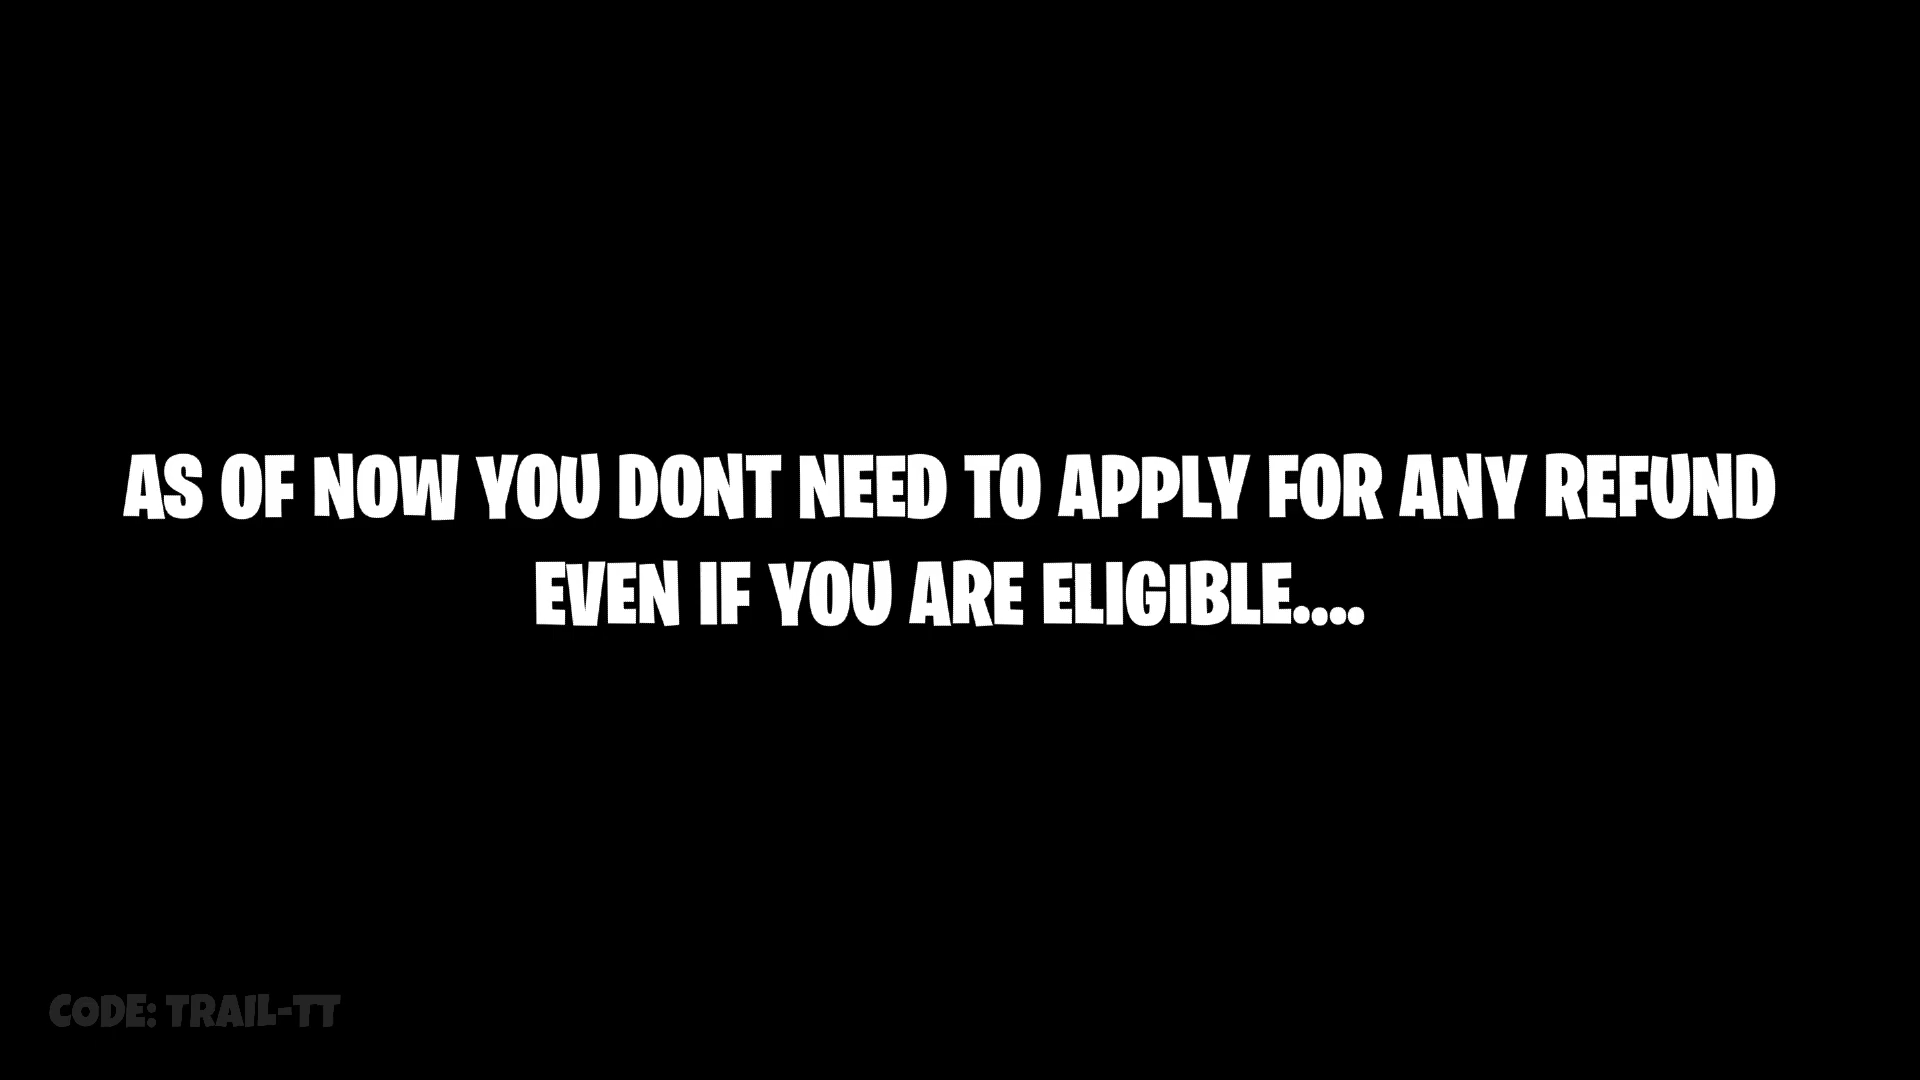 AS OF NOW YOU DONT NEED TO APPLY FOR ANY REFUND
EVEN IF YOU ARE ELIGIBLE....
CODE: TRAIL-TT